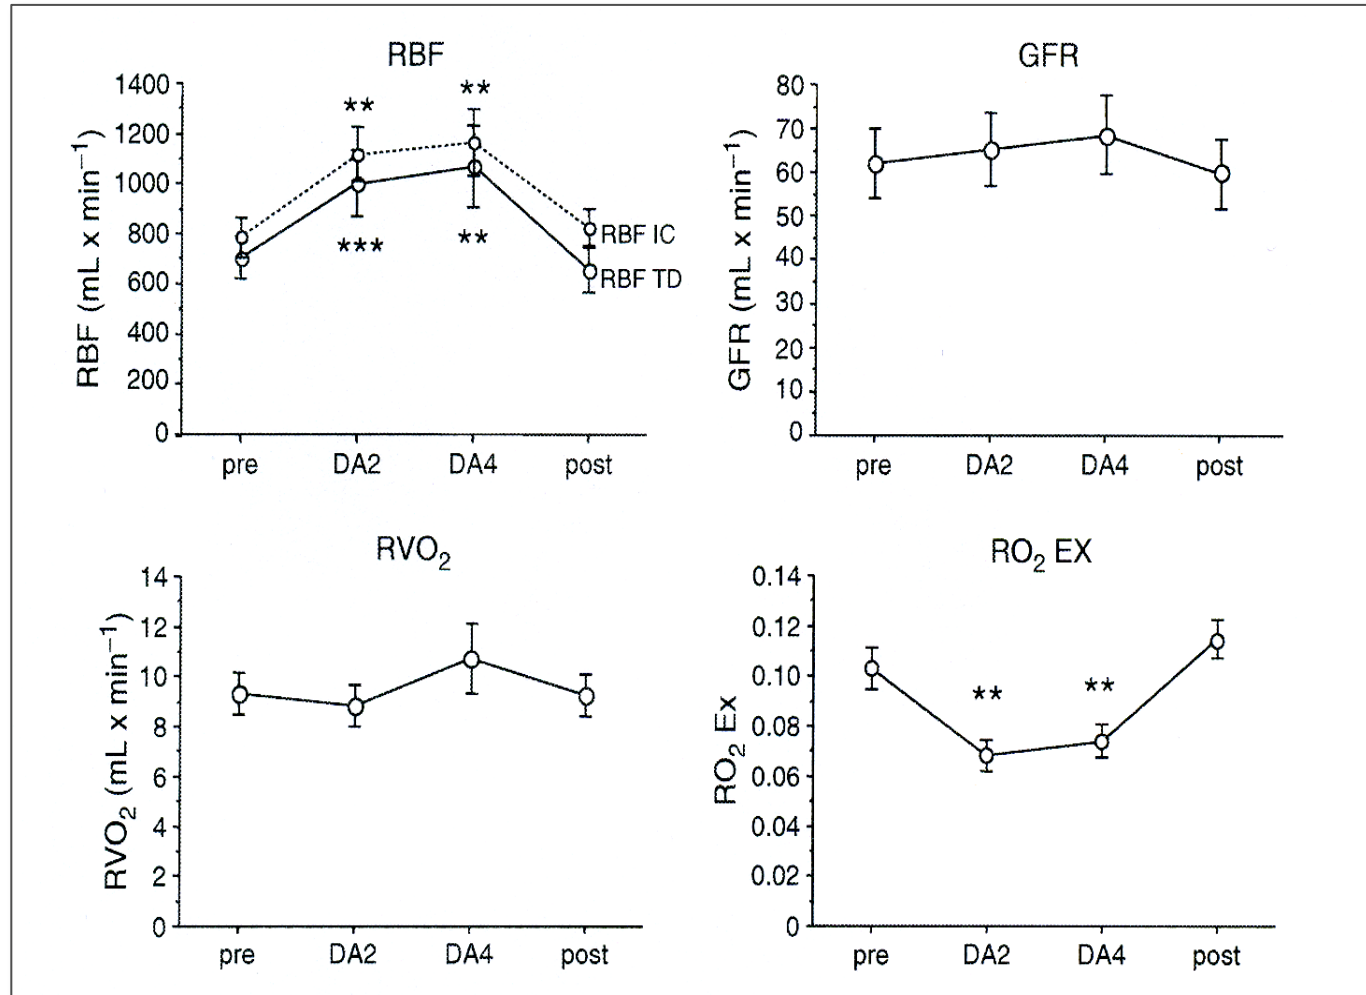 RBF
RBF (mL x min⁻¹)
1400
1200
1000
800
600
400
200
0
**
**
***
**
RBF IC
RBF TD
pre DA2 DA4 post
GFR
GFR (mL x min⁻¹)
80
70
60
50
40
30
20
10
0
pre DA2 DA4 post
RVO₂
RVO₂ (mL x min⁻¹)
14
12
10
8
6
4
2
0
pre DA2 DA4 post
RO₂ EX
RO₂ Ex
0.14
0.12
0.10
0.08
0.06
0.04
0.02
0
**
**
pre DA2 DA4 post